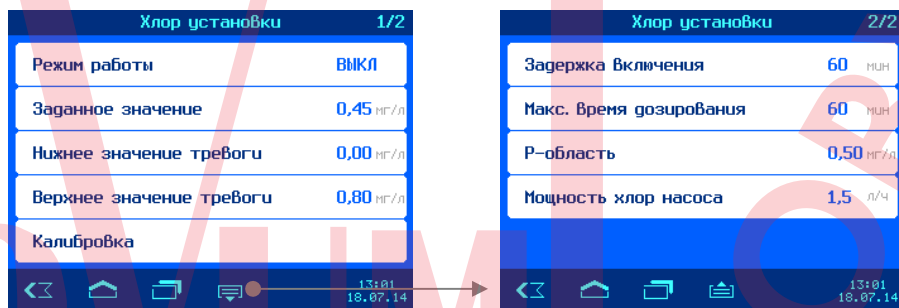 Хлор установки 1/2
Режим работы ВЫКЛ
Заданное значение 0,45 мг/л
Нижнее значение тревоги 0,00 мг/л
Верхнее значение тревоги 0,80 мг/л
Калибровка
13:01
18.07.14
Хлор установки 2/2
Задержка включения 60 мин
Макс. время дозирования 60 мин
Р-область 0,50 мг/л
Мощность хлор насоса 1,5 л/ч
13:01
18.07.14